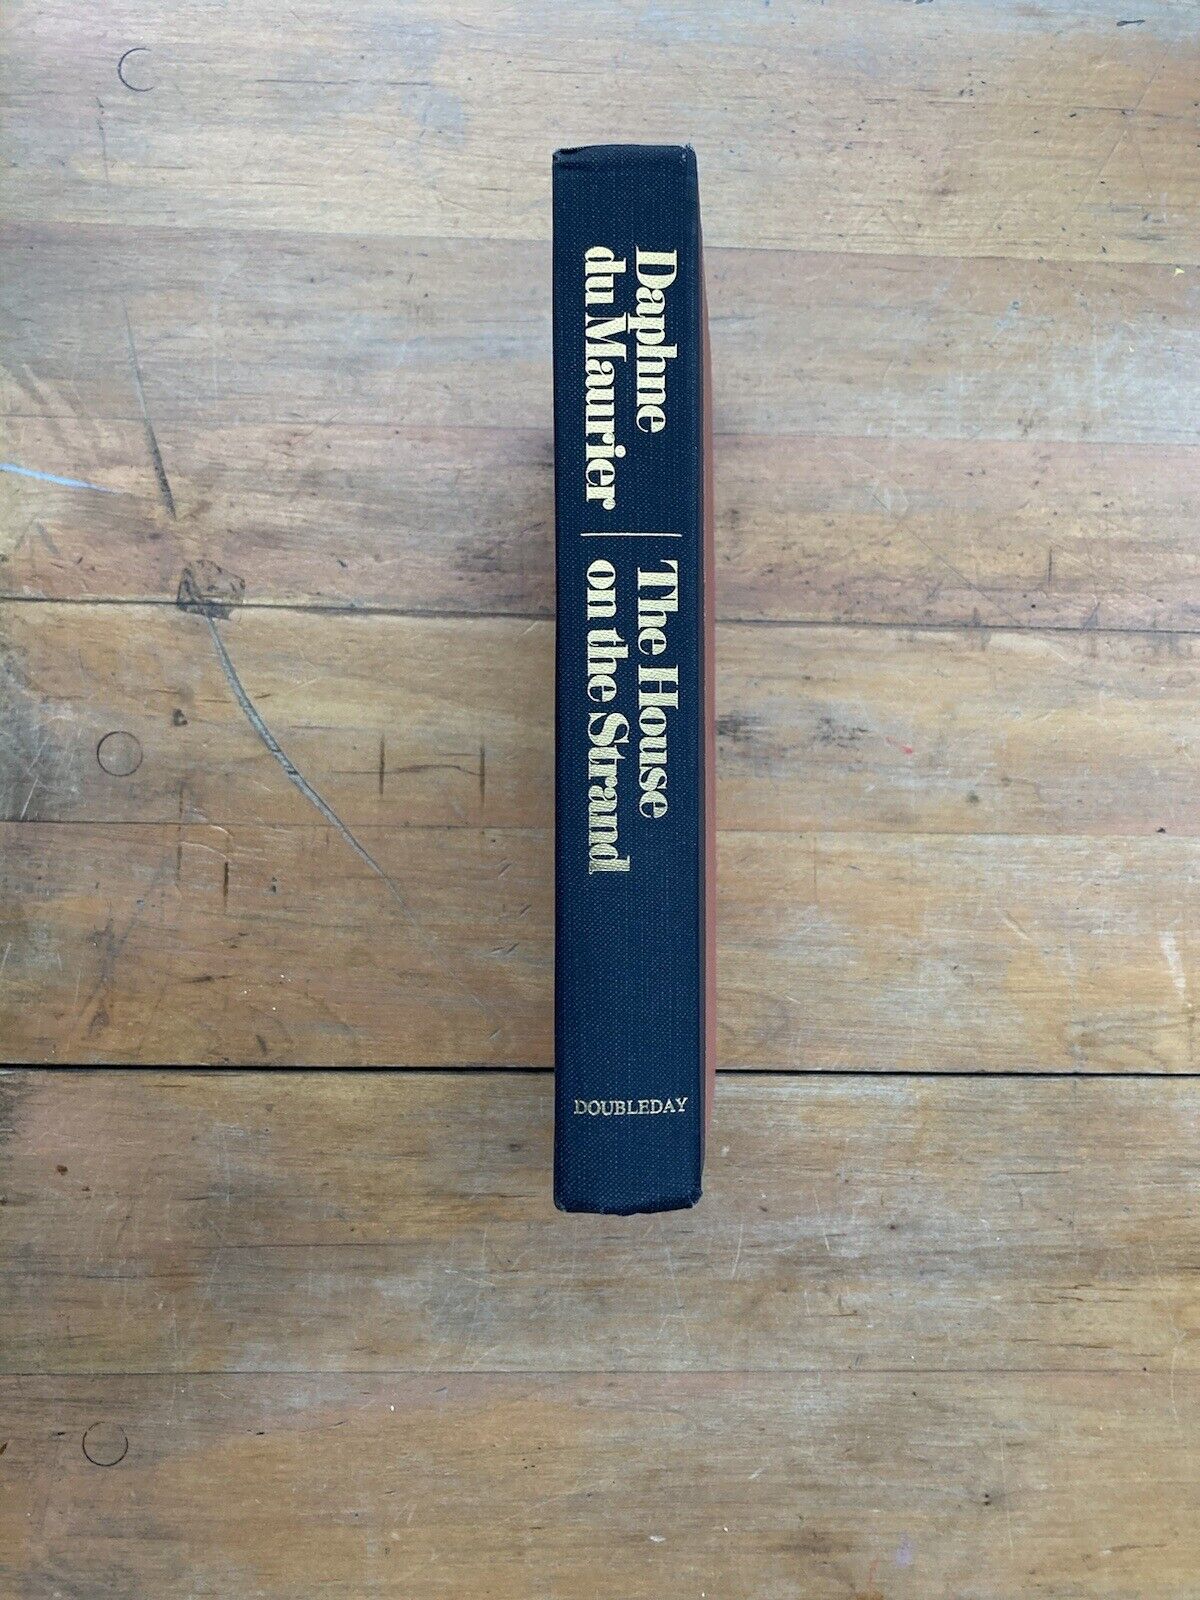 Daphne
du Maurier
The House
on the Strand
DOUBLEDAY